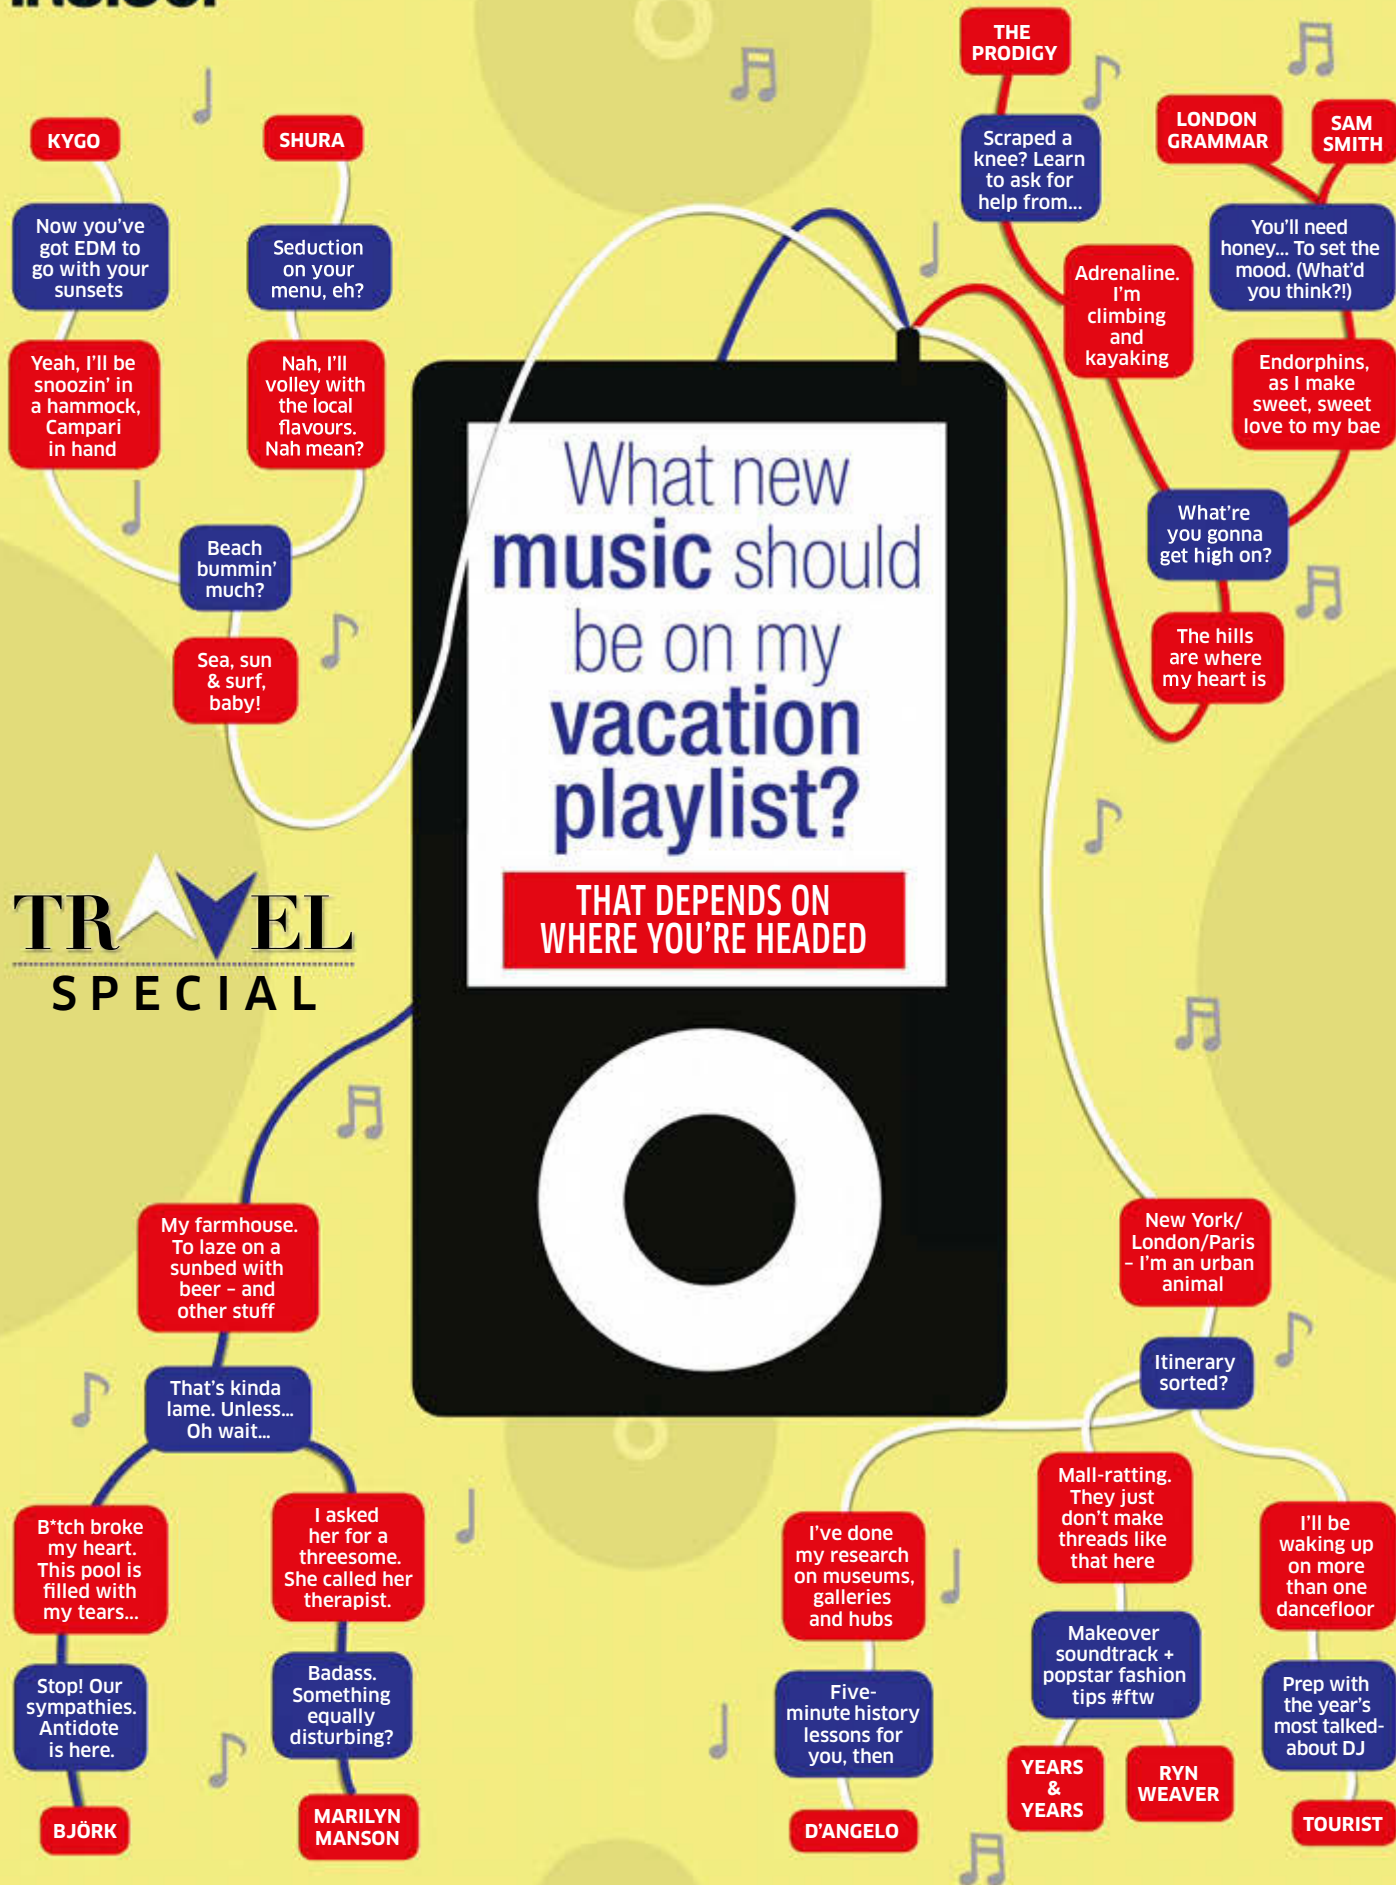 THE
PRODIGY
Scraped a
knee? Learn
to ask for
help from...
LONDON
GRAMMAR
SAM
SMITH
You'll need
honey... To set the
mood. (What'd
you think?!)
Adrenaline.
I'm
climbing
and
kayaking
Endorphins,
as I make
sweet, sweet
love to my bae
What're
you gonna
get high on?
The hills
are where
my heart is
KYGO
Now you've
got EDM to
go with your
sunsets
Yeah, I'll be
snoozin' in
a hammock,
Campari
in hand
SHURA
Seduction
on your
menu, eh?
Nah, I'll
volley with
the local
flavours.
Nah mean?
Beach
bummin'
much?
Sea, sun
& surf,
baby!
What new
music should
be on my
vacation
playlist?
THAT DEPENDS ON
WHERE YOU'RE HEADED
TRAVEL
SPECIAL
My farmhouse.
To laze on a
sunbed with
beer – and
other stuff
That's kinda
lame. Unless...
Oh wait...
B*tch broke
my heart.
This pool is
filled with
my tears...
Stop! Our
sympathies.
Antidote
is here.
BJÖRK
I asked
her for a
threesome.
She called her
therapist.
Badass.
Something
equally
disturbing?
MARILYN
MANSON
New York/
London/Paris
– I'm an urban
animal
Itinerary
sorted?
I've done
my research
on museums,
galleries
and hubs
Five-
minute history
lessons for
you, then
D'ANGELO
Mall-ratting.
They just
don't make
threads like
that here
Makeover
soundtrack +
popstar fashion
tips #ftw
YEARS
&
YEARS
RYN
WEAVER
I'll be
waking up
on more
than one
dancefloor
Prep with
the year's
most talked-
about DJ
TOURIST